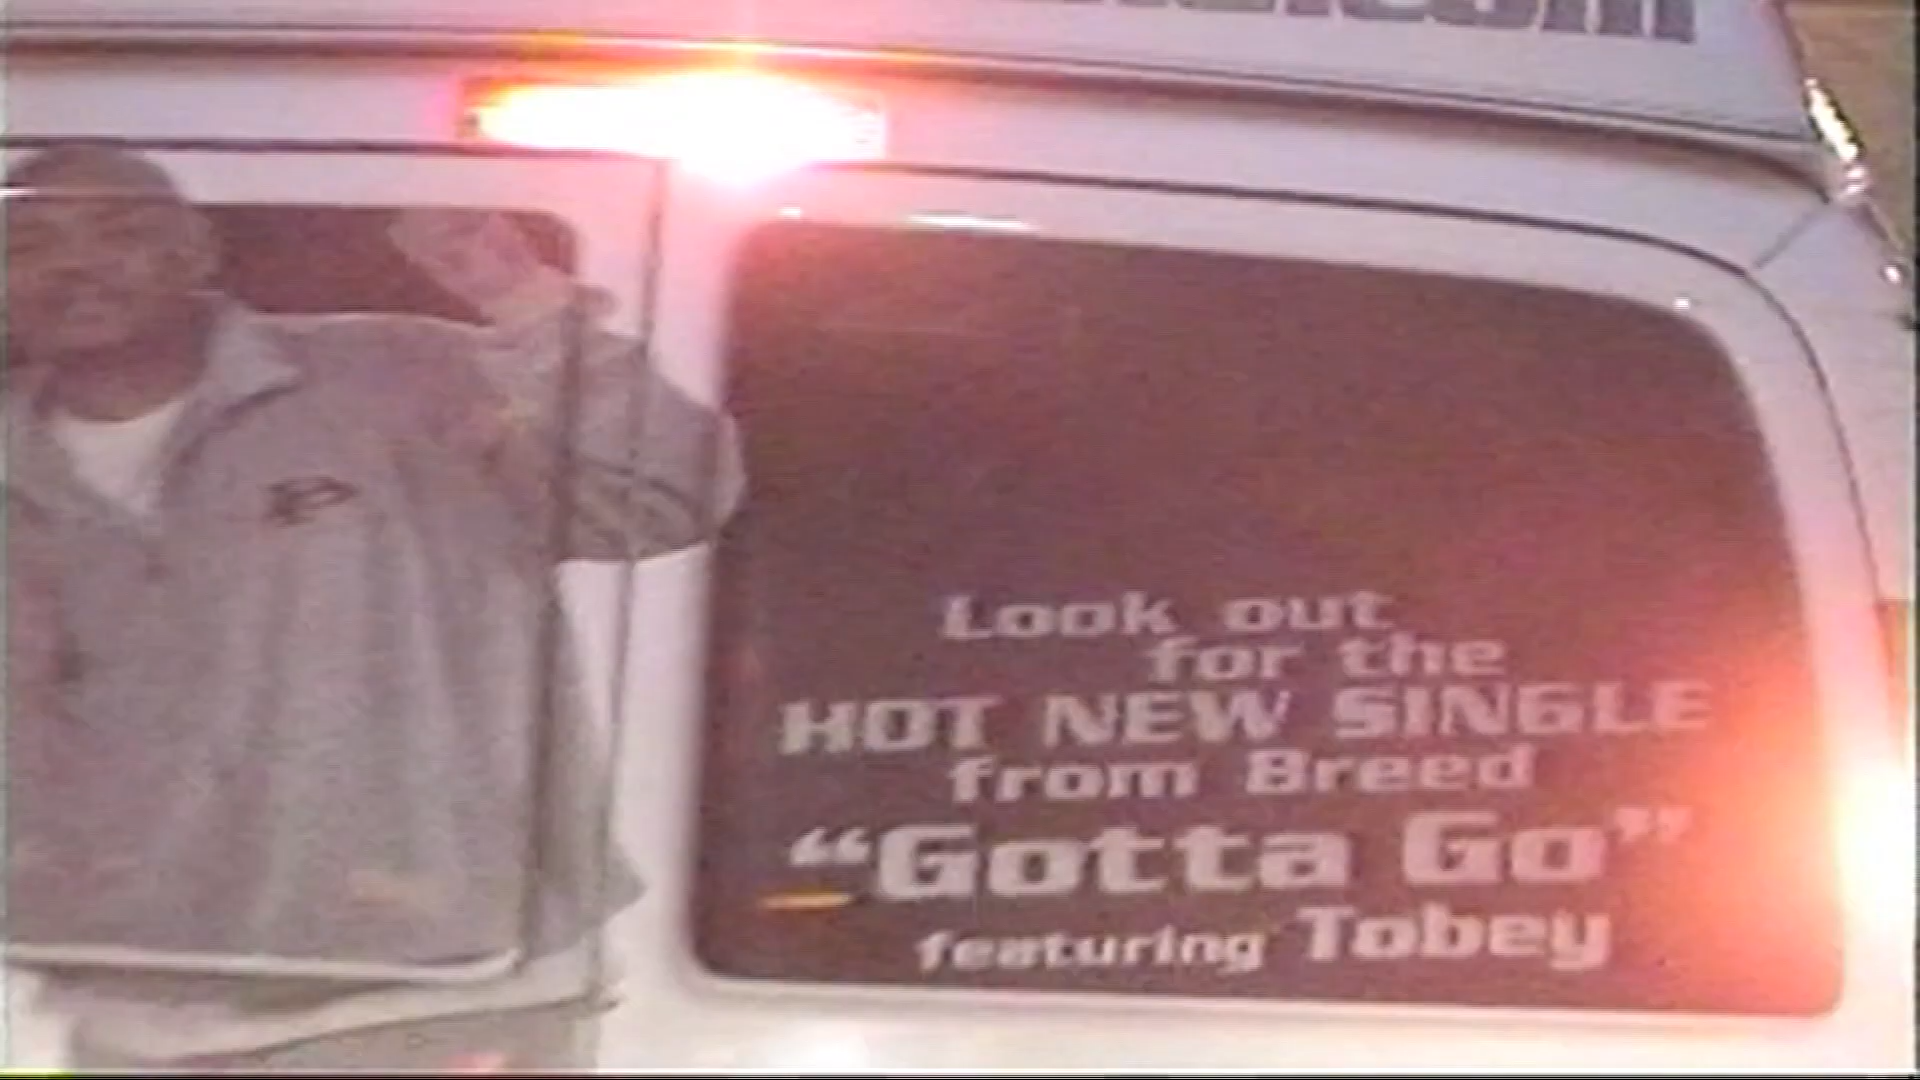 Look out
for the
HOT NEW SINGLE
from Breed
“Gotta Go”
featuring Tobey